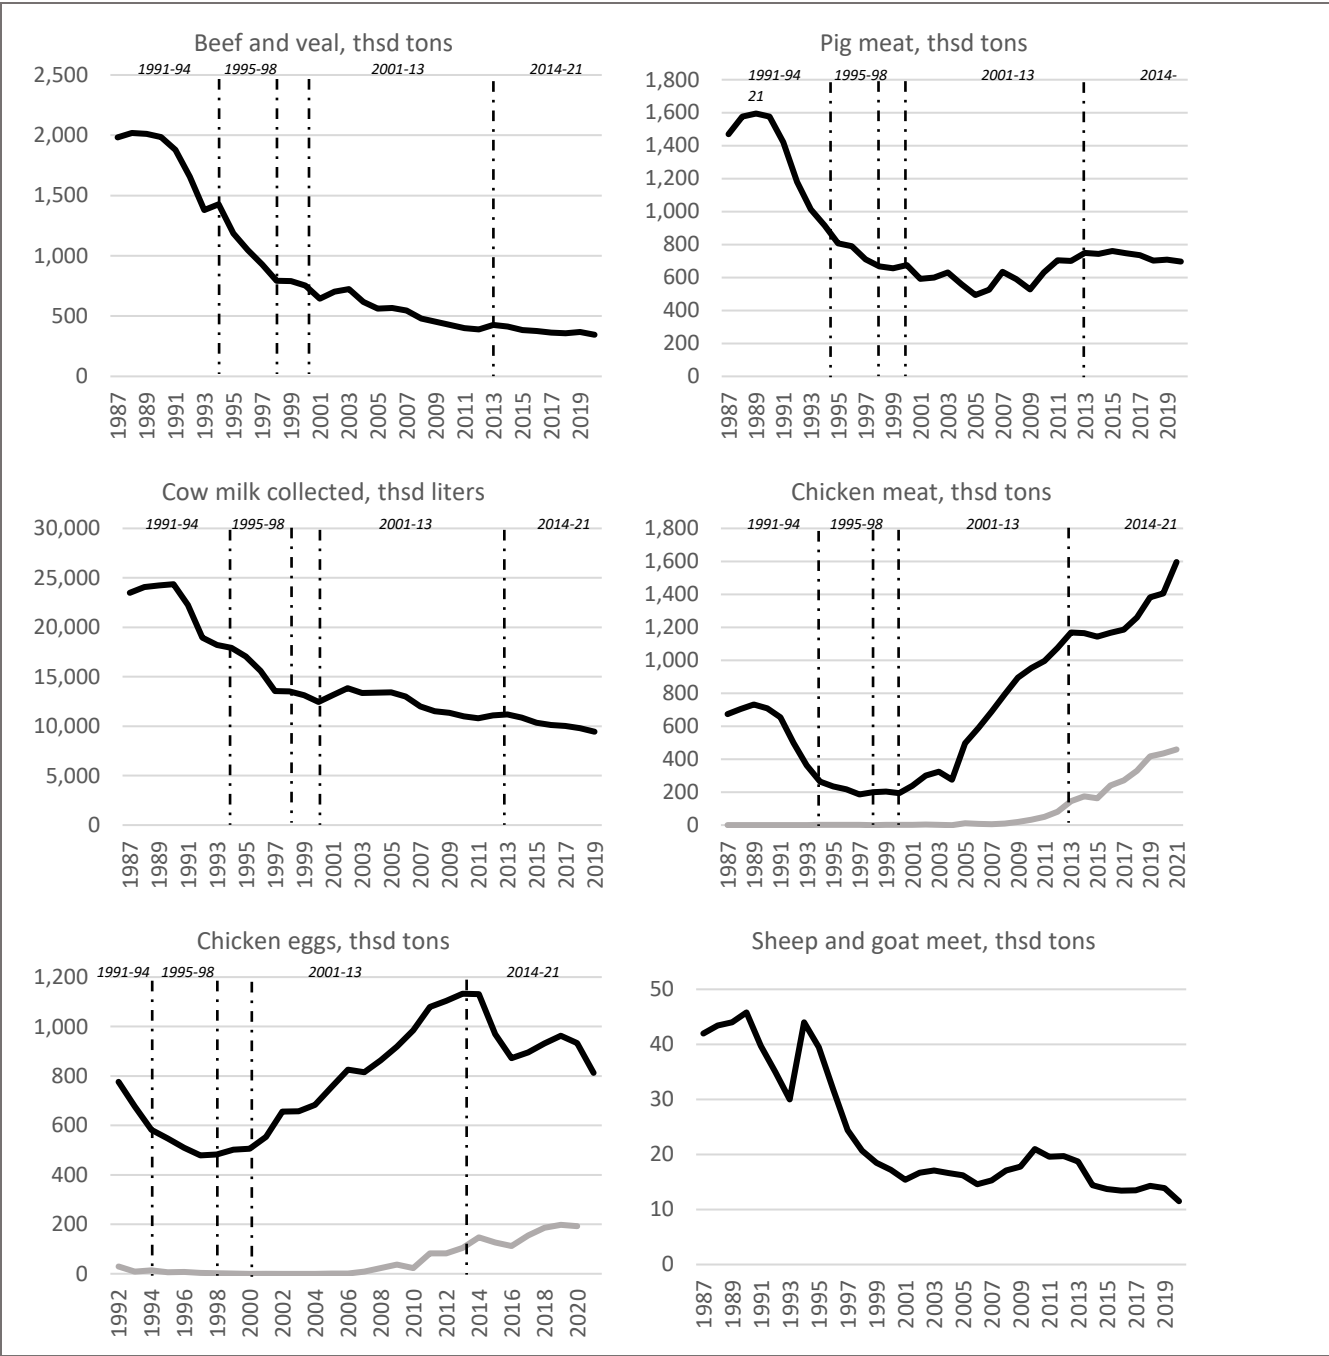 Beef and veal, thsd tons
1991-94 1995-98 2001-13 2014-21
2,500
2,000
1,500
1,000
500
0
1987 1989 1991 1993 1995 1997 1999 2001 2003 2005 2007 2009 2011 2013 2015 2017 2019
Pig meat, thsd tons
1991-94 1995-98 2001-13 2014-
21
1,800
1,600
1,400
1,200
1,000
800
600
400
200
0
1987 1989 1991 1993 1995 1997 1999 2001 2003 2005 2007 2009 2011 2013 2015 2017 2019
Cow milk collected, thsd liters
1991-94 1995-98 2001-13 2014-21
30,000
25,000
20,000
15,000
10,000
5,000
0
1987 1989 1991 1993 1995 1997 1999 2001 2003 2005 2007 2009 2011 2013 2015 2017 2019
Chicken meat, thsd tons
1991-94 1995-98 2001-13 2014-21
1,800
1,600
1,400
1,200
1,000
800
600
400
200
0
1987 1989 1991 1993 1995 1997 1999 2001 2003 2005 2007 2009 2011 2013 2015 2017 2019 2021
Chicken eggs, thsd tons
1991-94 1995-98 2001-13 2014-21
1,200
1,000
800
600
400
200
0
1992 1994 1996 1998 2000 2002 2004 2006 2008 2010 2012 2014 2016 2018 2020
Sheep and goat meet, thsd tons
50
40
30
20
10
0
1987 1989 1991 1993 1995 1997 1999 2001 2003 2005 2007 2009 2011 2013 2015 2017 2019